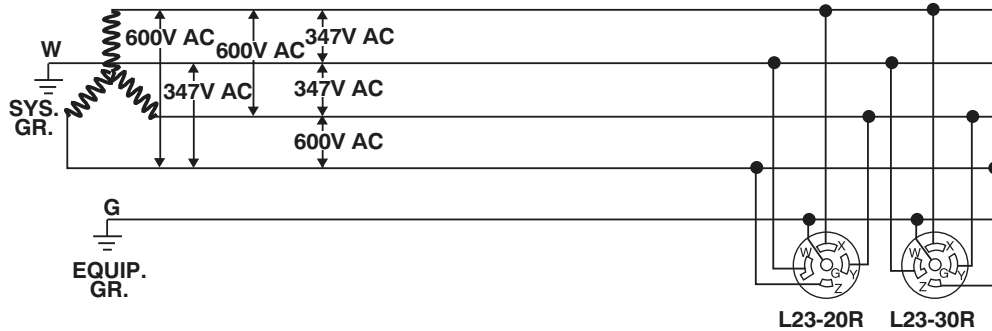 600V AC
600V AC
347V AC
W
347V AC
347V AC
SYS.
GR.
600V AC
G
EQUIP.
GR.
W X G Y Z
W X G Y Z
L23-20R
L23-30R